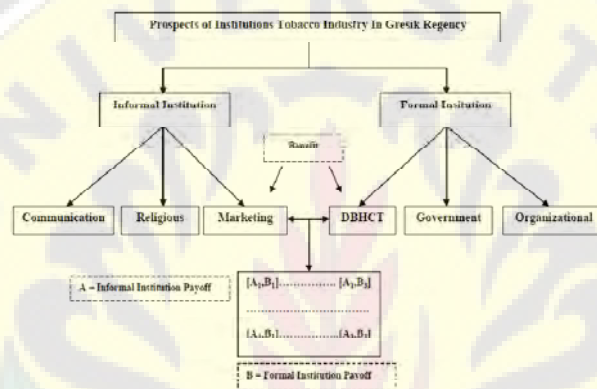 Prospects of Institutions Tobacco Industry In Gresik Regency
Informal Institution
Formal Insitution
Communication
Religious
Marketing
DBHCT
Government
Organizational
A = Informal Institution Payoff
B = Formal Institution Payoff